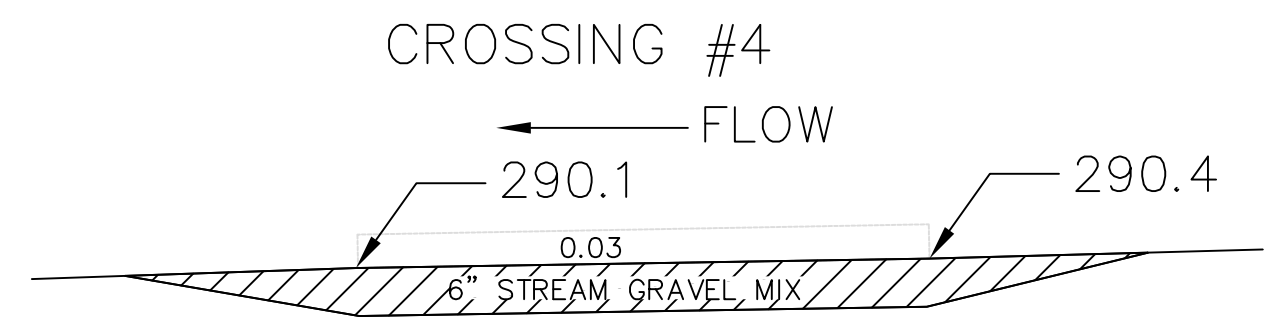 CROSSING #4
FLOW
290.1
290.4
0.03
6" STREAM GRAVEL MIX